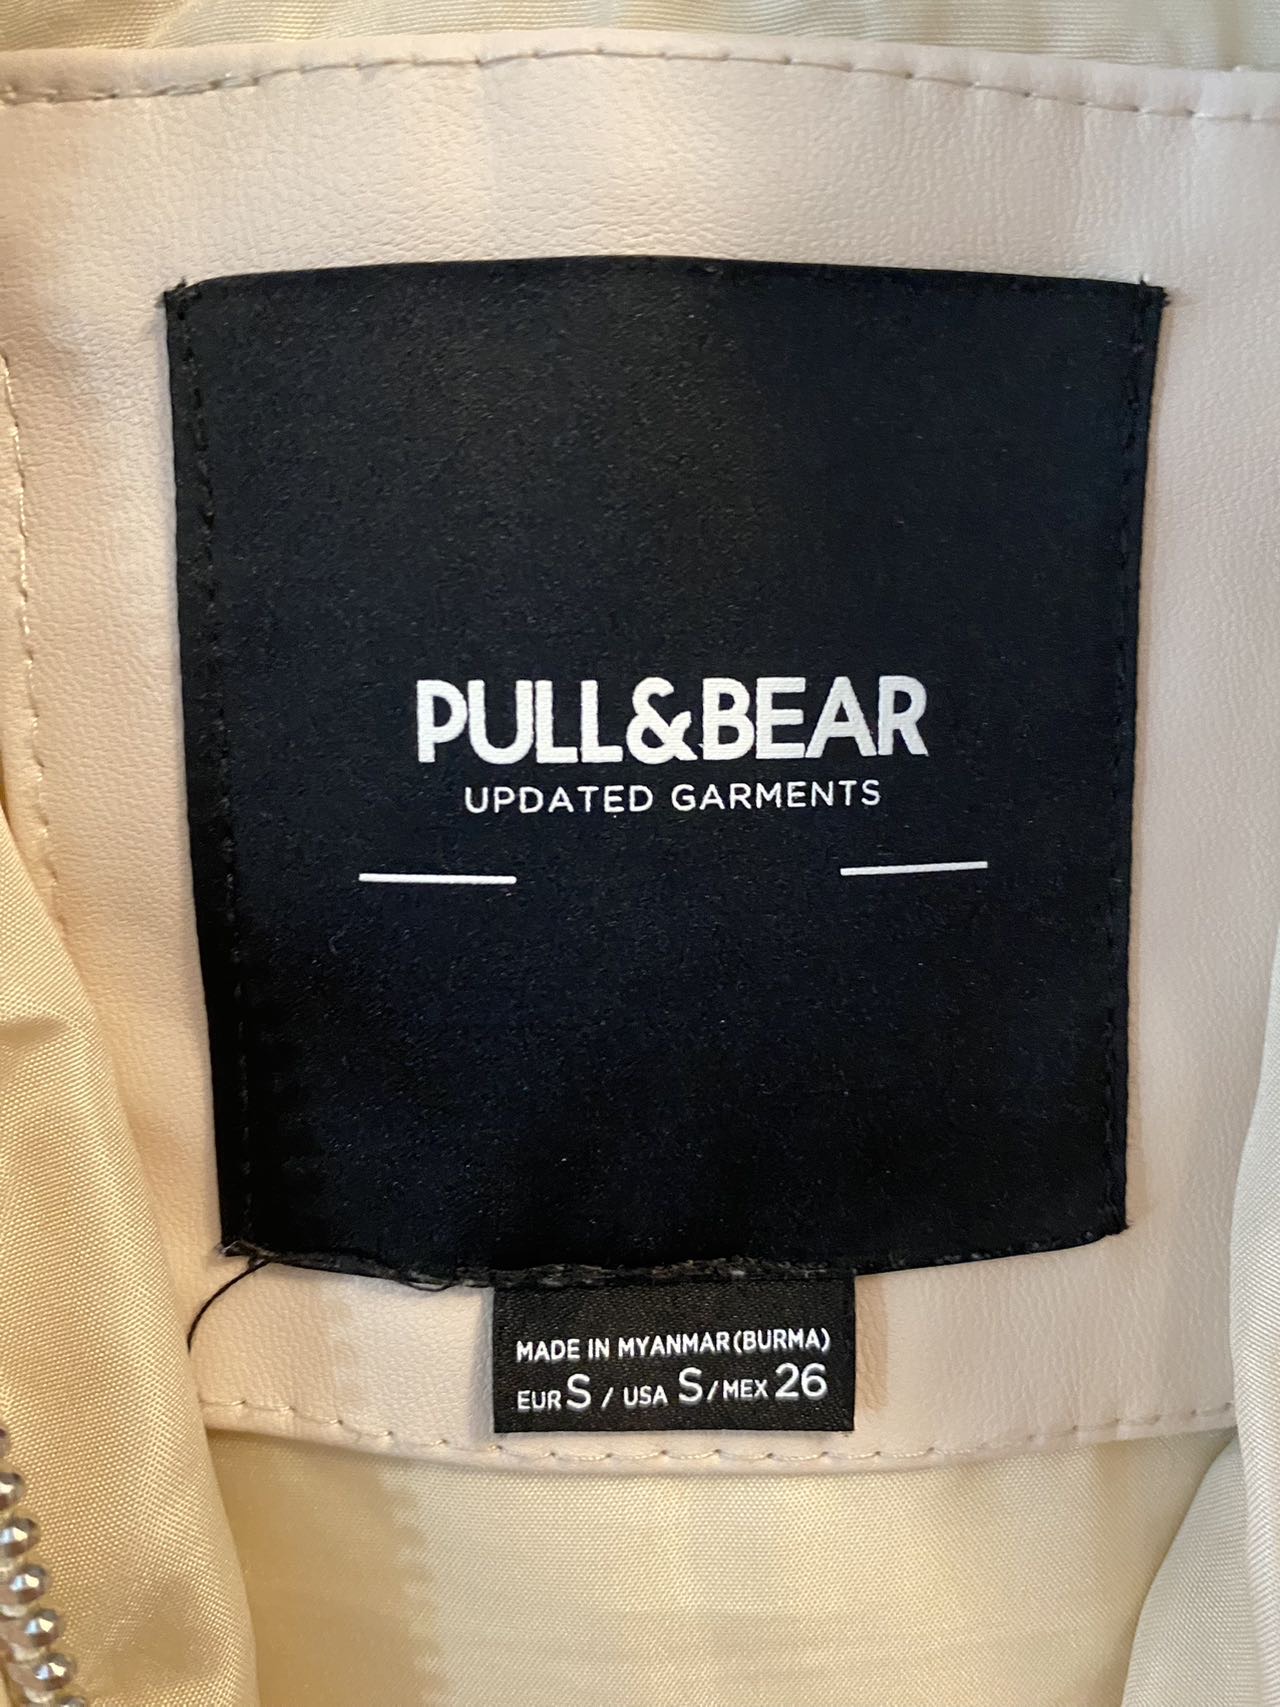 PULL&BEAR
UPDATED GARMENTS
MADE IN MYANMAR (BURMA)
EUR S / USA S / MEX 26